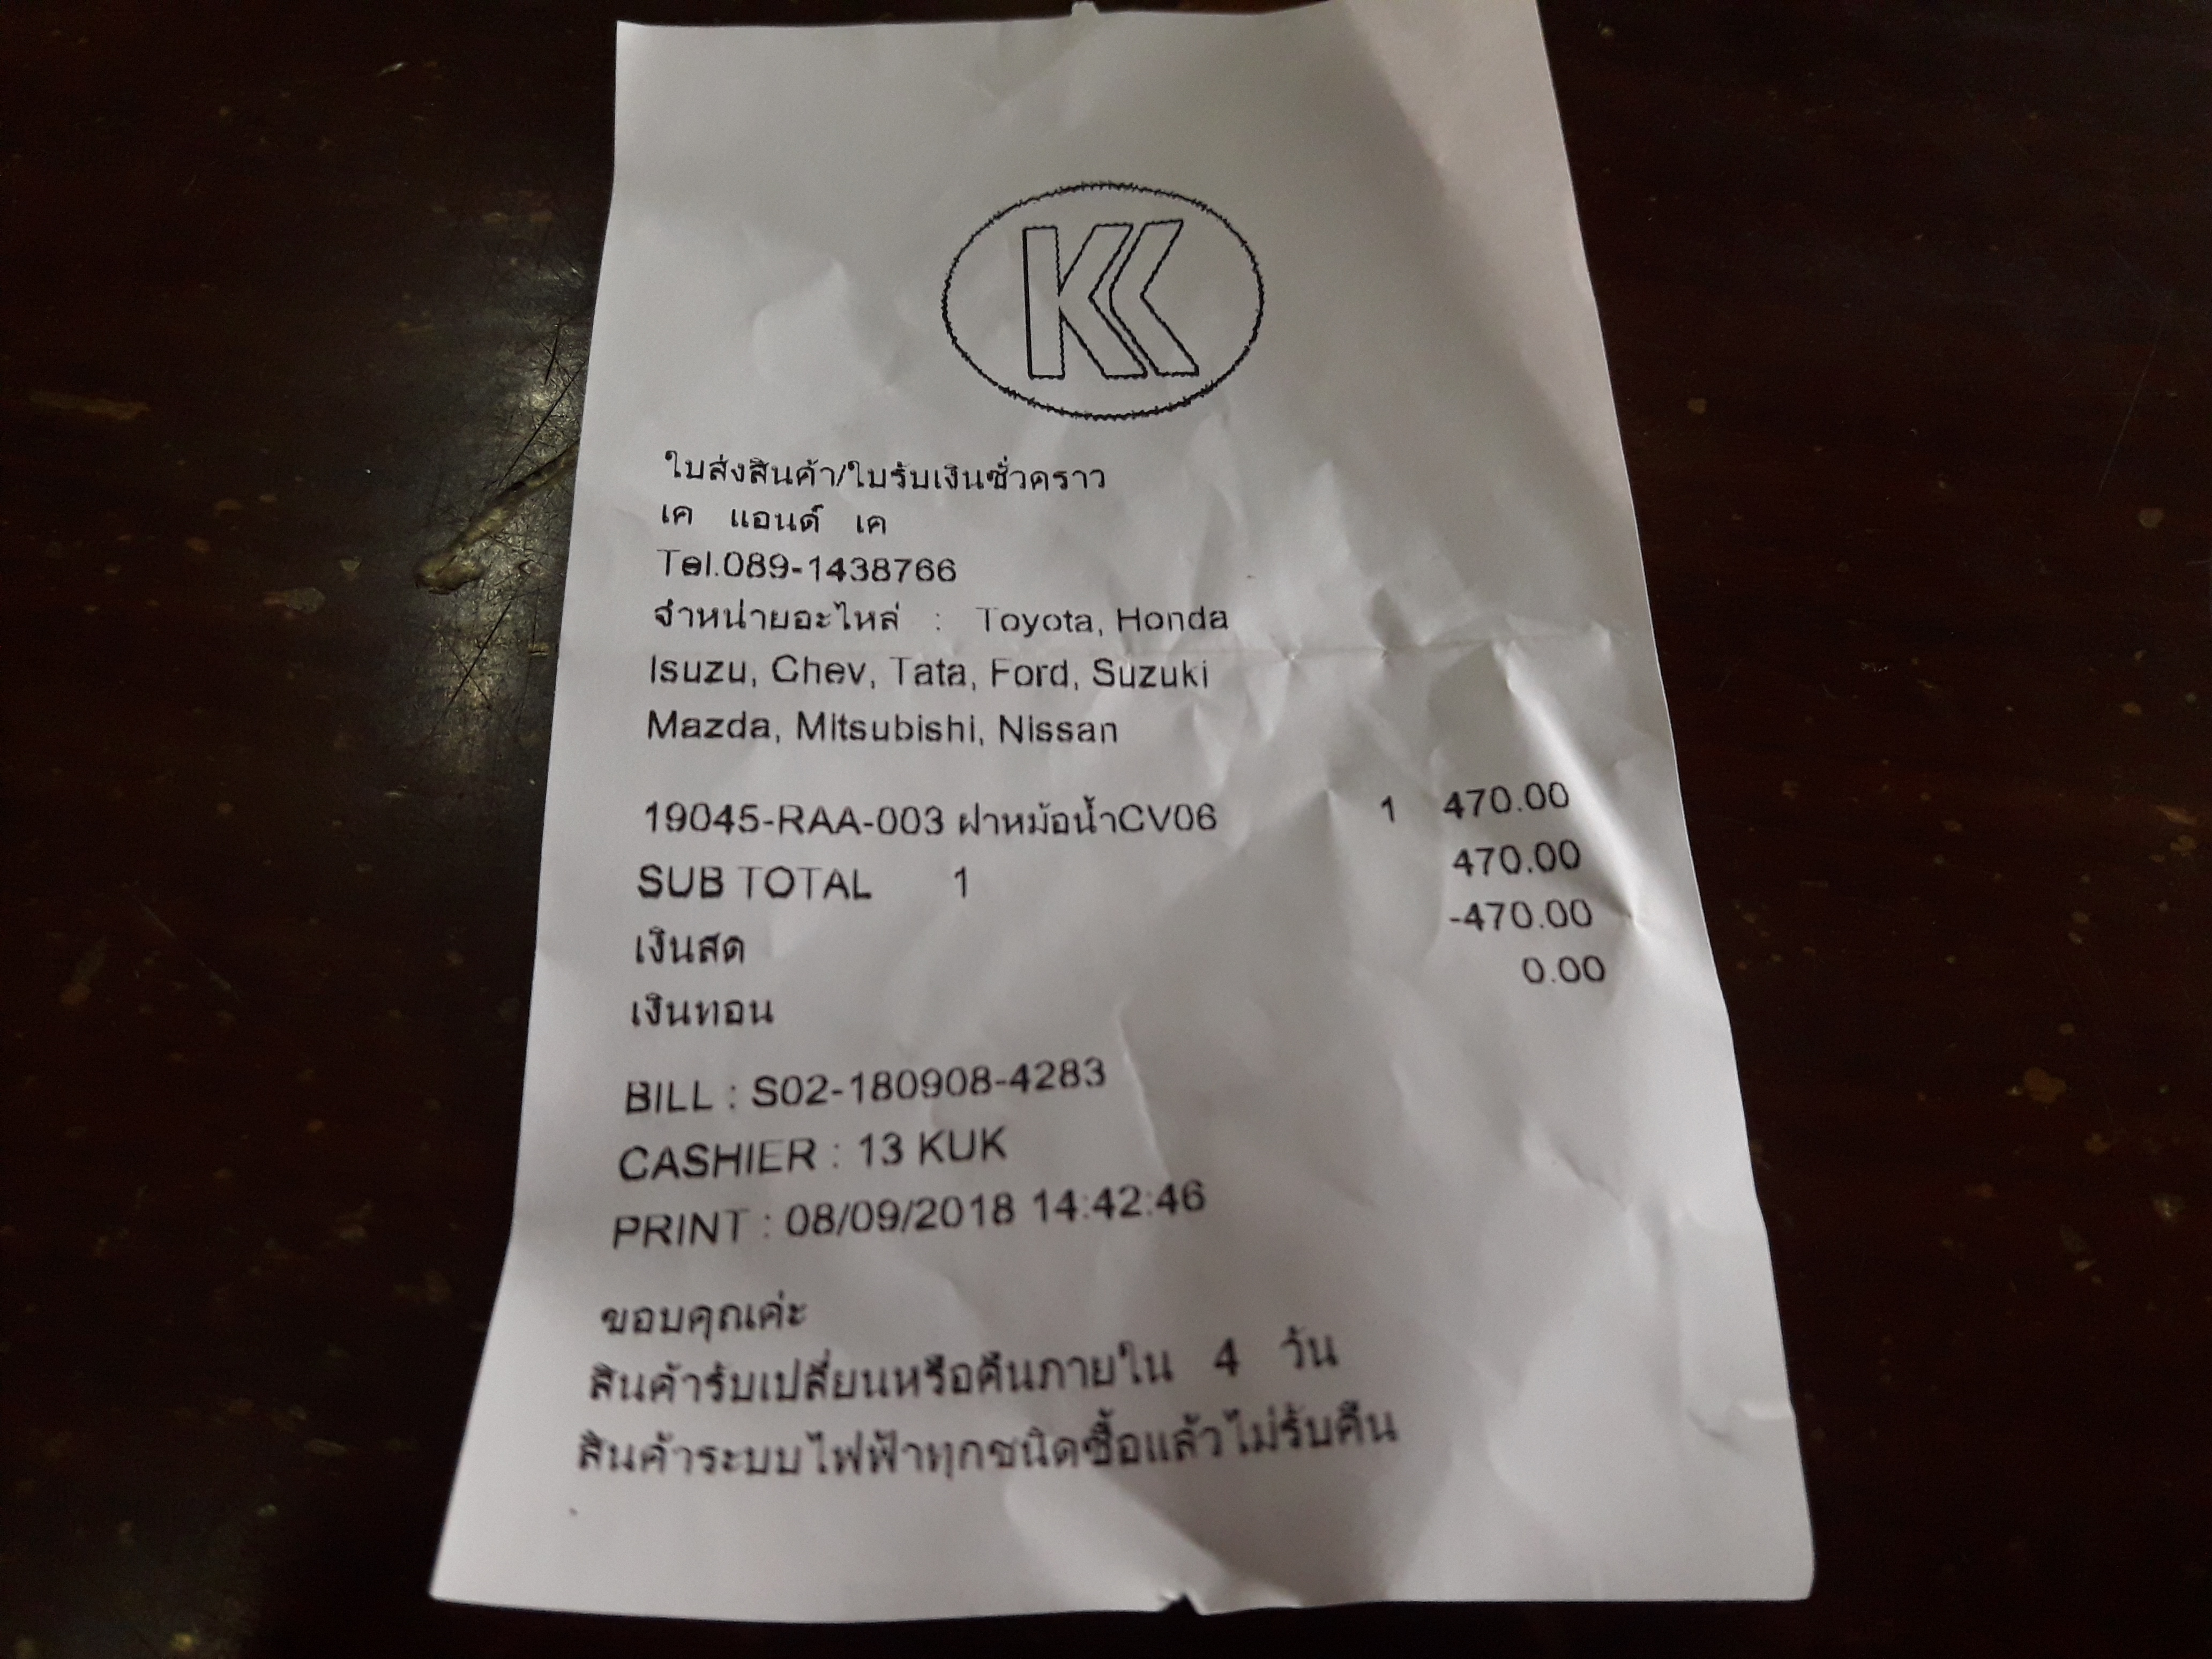 KK
ใบส่งสินค้า/ใบรับเงินชั่วคราว
เค แอนด์ เค
Tel.089-1438766
จำหน่ายอะไหล่ : Toyota, Honda
Isuzu, Chev, Tata, Ford, Suzuki
Mazda, Mitsubishi, Nissan
19045-RAA-003 ฝาหม้อน้ำCV06 1 470.00
SUB TOTAL 1 470.00
เงินสด -470.00
เงินทอน 0.00
BILL : S02-180908-4283
CASHIER : 13 KUK
PRINT : 08/09/2018 14:42:46
ขอบคุณค่ะ
สินค้ารับเปลี่ยนหรือคืนภายใน 4 วัน
สินค้าระบบไฟฟ้าทุกชนิดซื้อแล้วไม่รับคืน